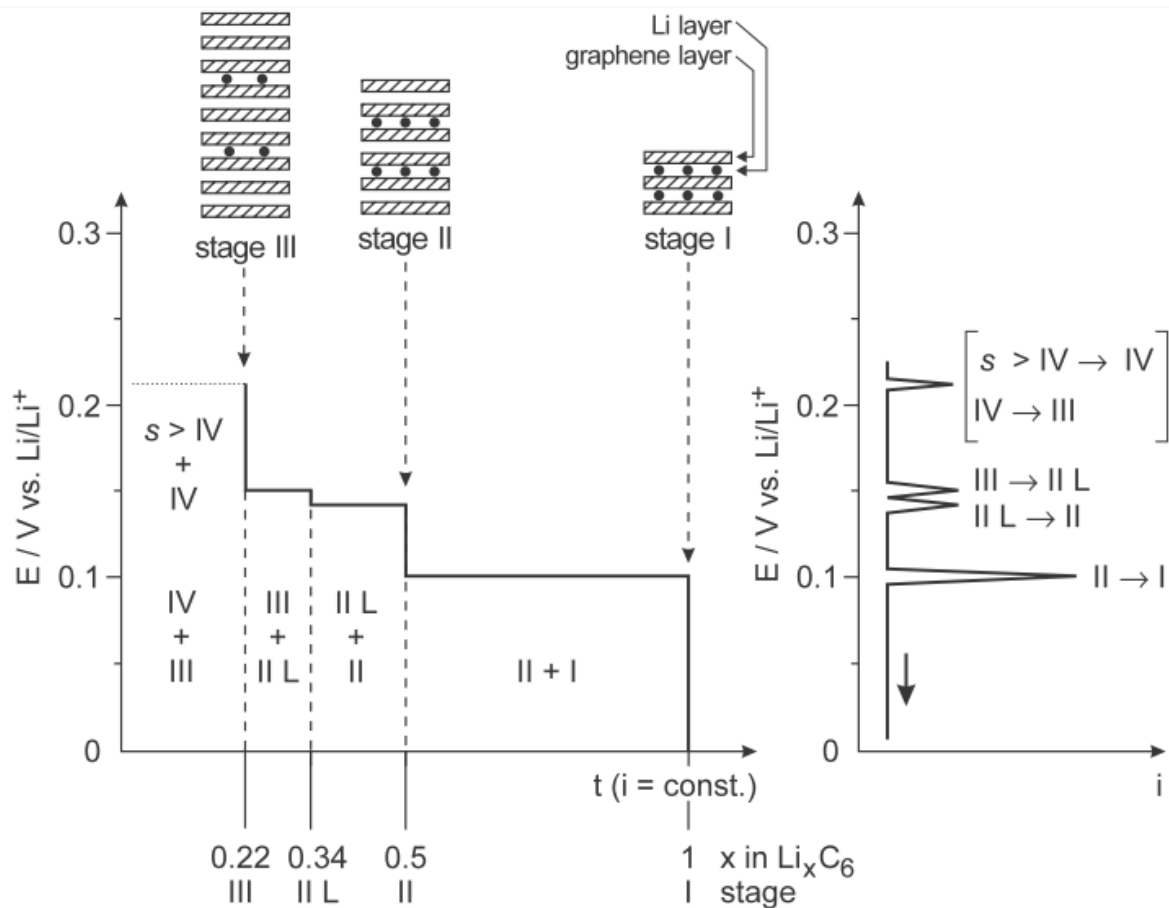 Li layer
graphene layer
stage III
stage II
stage I
E / V vs. Li/Li⁺
0.3
0.2
0.1
0
s > IV
+
IV
IV
+
III
III
+
II L
II L
+
II
II + I
t (i = const.)
0.22 0.34 0.5 1 x in LiₓC₆
III II L II I stage
E / V vs. Li/Li⁺
0.3
0.2
0.1
0
s > IV → IV
IV → III
III → II L
II L → II
II → I
i